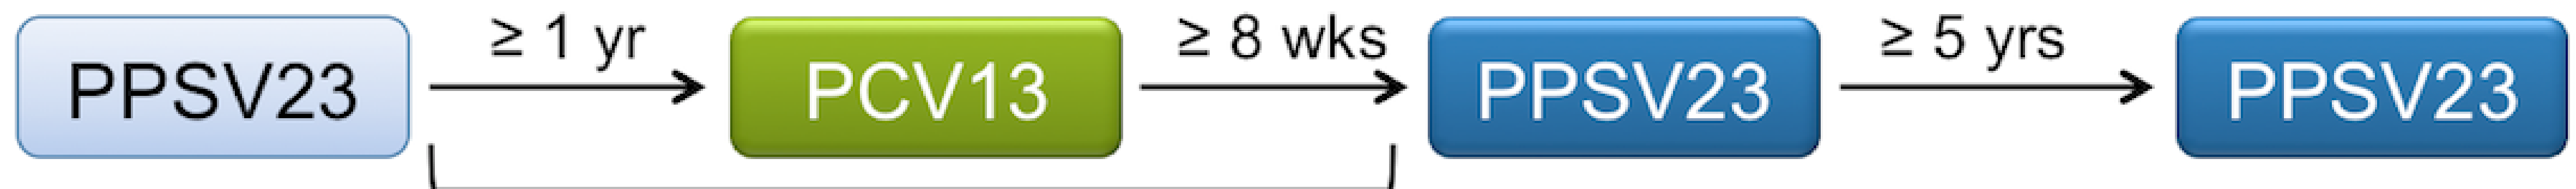 ≥ 1 yr ≥ 8 wks ≥ 5 yrs
PPSV23 PCV13 PPSV23 PPSV23